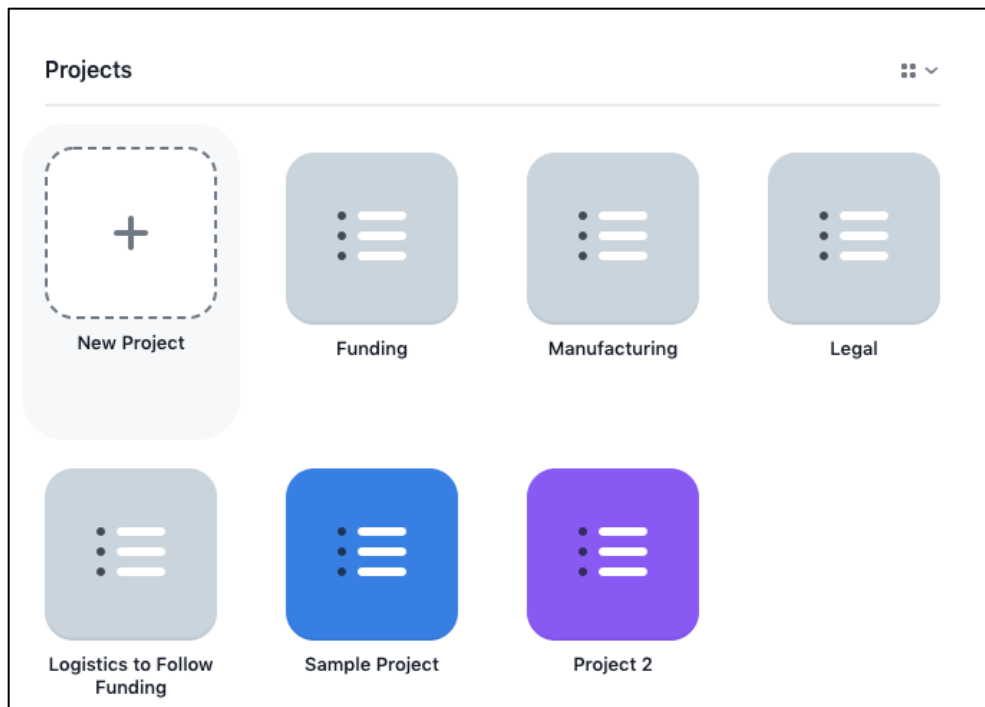 Projects
New Project
Funding
Manufacturing
Legal
Logistics to Follow
Funding
Sample Project
Project 2